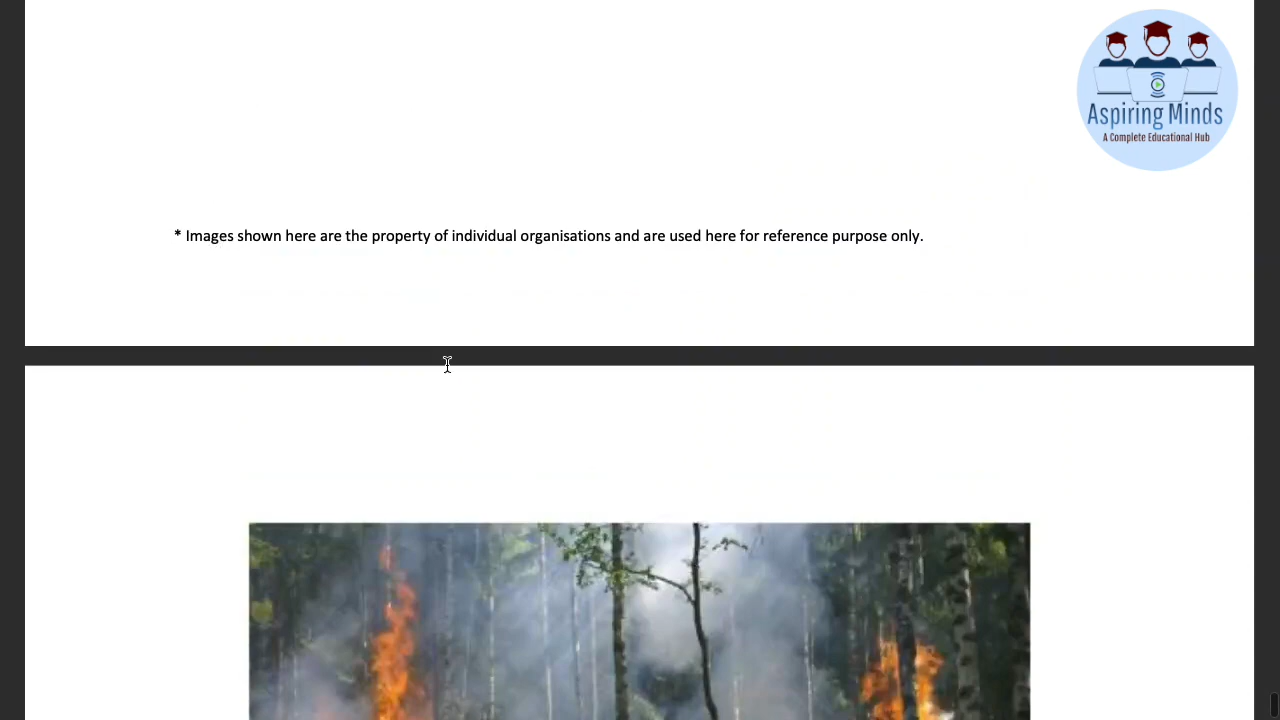 Aspiring Minds
A Complete Educational Hub
* Images shown here are the property of individual organisations and are used here for reference purpose only.